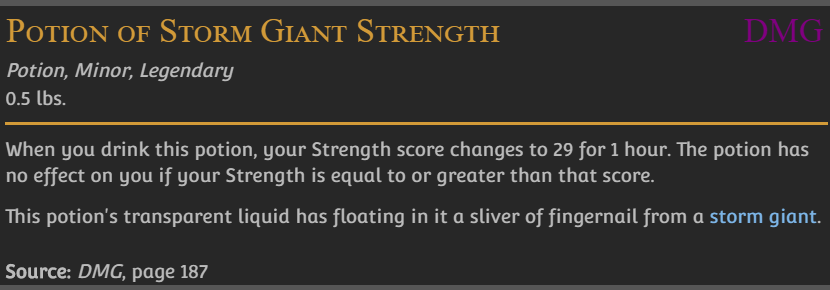 Potion of Storm Giant Strength DMG
Potion, Minor, Legendary
0.5 lbs.
When you drink this potion, your Strength score changes to 29 for 1 hour. The potion has
no effect on you if your Strength is equal to or greater than that score.
This potion's transparent liquid has floating in it a sliver of fingernail from a storm giant.
Source: DMG, page 187